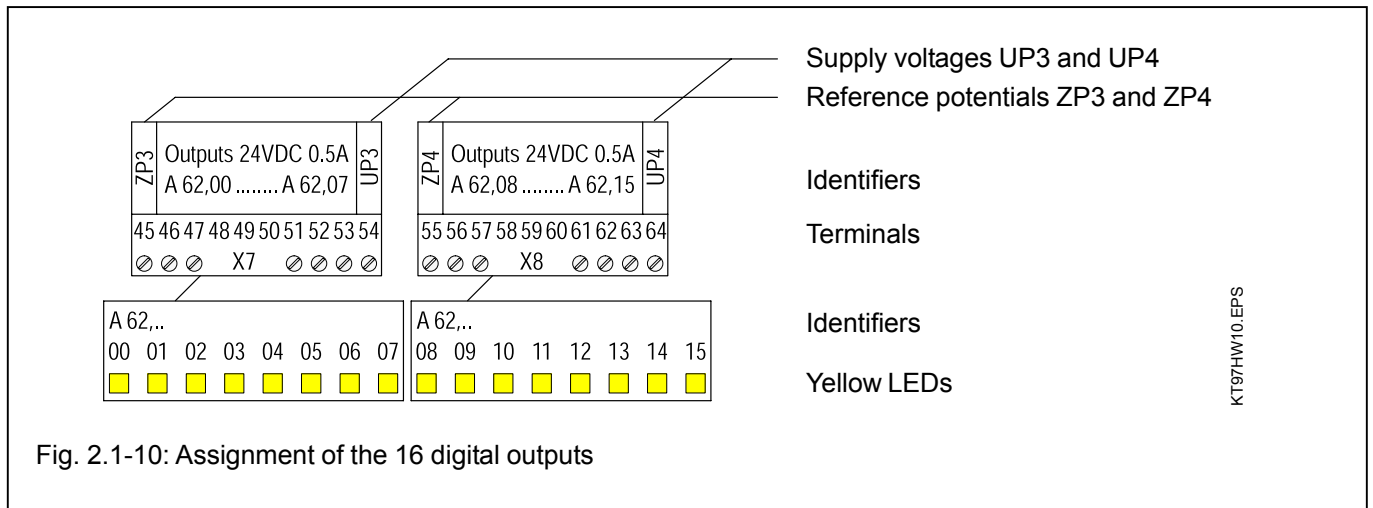 Supply voltages UP3 and UP4
Reference potentials ZP3 and ZP4
ZP3 Outputs 24VDC 0.5A UP3
A 62,00 ........ A 62,07
ZP4 Outputs 24VDC 0.5A UP4
A 62,08 ........ A 62,15
Identifiers
45 46 47 48 49 50 51 52 53 54
55 56 57 58 59 60 61 62 63 64
Terminals
X7
X8
A 62,..
A 62,..
Identifiers
00 01 02 03 04 05 06 07
08 09 10 11 12 13 14 15
Yellow LEDs
KT97HW10.EPS
Fig. 2.1-10: Assignment of the 16 digital outputs